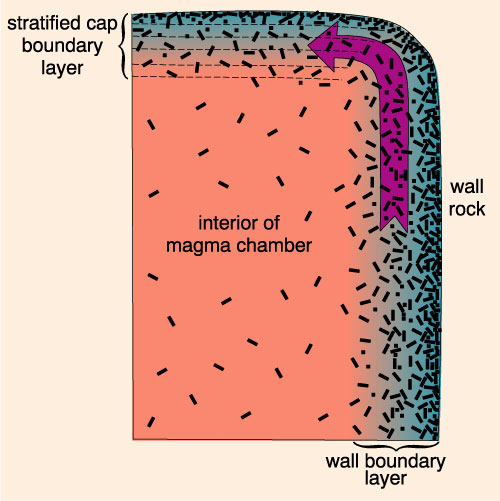 stratified cap
boundary
layer
wall
rock
interior of
magma chamber
wall boundary
layer